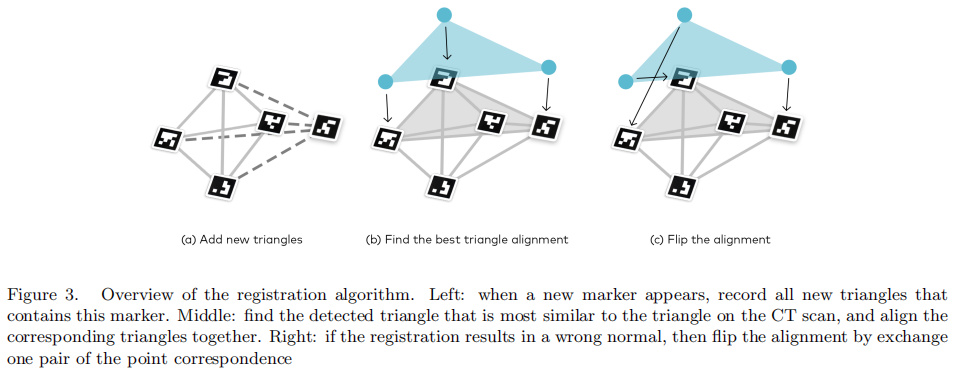 (a) Add new triangles
(b) Find the best triangle alignment
(c) Flip the alignment
Figure 3. Overview of the registration algorithm. Left: when a new marker appears, record all new triangles that
contains this marker. Middle: find the detected triangle that is most similar to the triangle on the CT scan, and align the
corresponding triangles together. Right: if the registration results in a wrong normal, then flip the alignment by exchange
one pair of the point correspondence